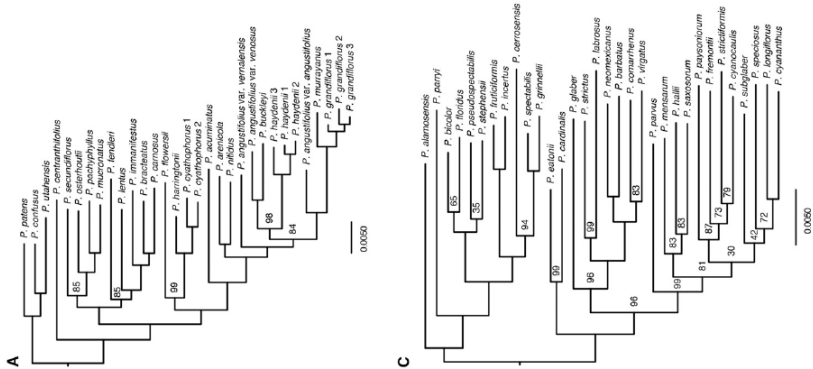 A
P. patens
P. confusus
P. utahensis
P. centranthifolius
P. secundiflorus
P. osterhoutii
P. pachyphyllus
P. mucronatus
P. fendleri
P. lentus
P. immanifestus
P. bracteatus
P. carnosus
P. flowersii
P. harringtonii
P. cyathophorus 1
P. cyathophorus 2
P. acuminatus
P. arenicola
P. nitidus
P. angustifolius var. vernalensis
P. angustifolius var. venosus
P. buckleyi
P. haydenii 3
P. haydenii 1
P. haydenii 2
P. angustifolius var. angustifolius
P. murrayanus
P. grandiflorus 1
P. grandiflorus 2
P. grandiflorus 3
85
85
99
98
84
0.0050
C
P. alamosensis
P. parryi
P. bicolor
P. floridus
P. pseudospectabilis
P. stephensii
P. fruticiformis
P. incertus
P. cerrosensis
P. spectabilis
P. grinnellii
P. eatonii
P. cardinalis
P. glaber
P. strictus
P. labrosus
P. neomexicanus
P. barbatus
P. comarrhenus
P. virgatus
P. parvus
P. mensarum
P. hallii
P. saxosorum
P. paysoniorum
P. fremontii
P. strictiformis
P. cyanocaulis
P. subglaber
P. speciosus
P. longiflorus
P. cyananthus
65
35
94
99
99
96
83
96
83
83
99
81
87
73
79
30
42
72
0.0050